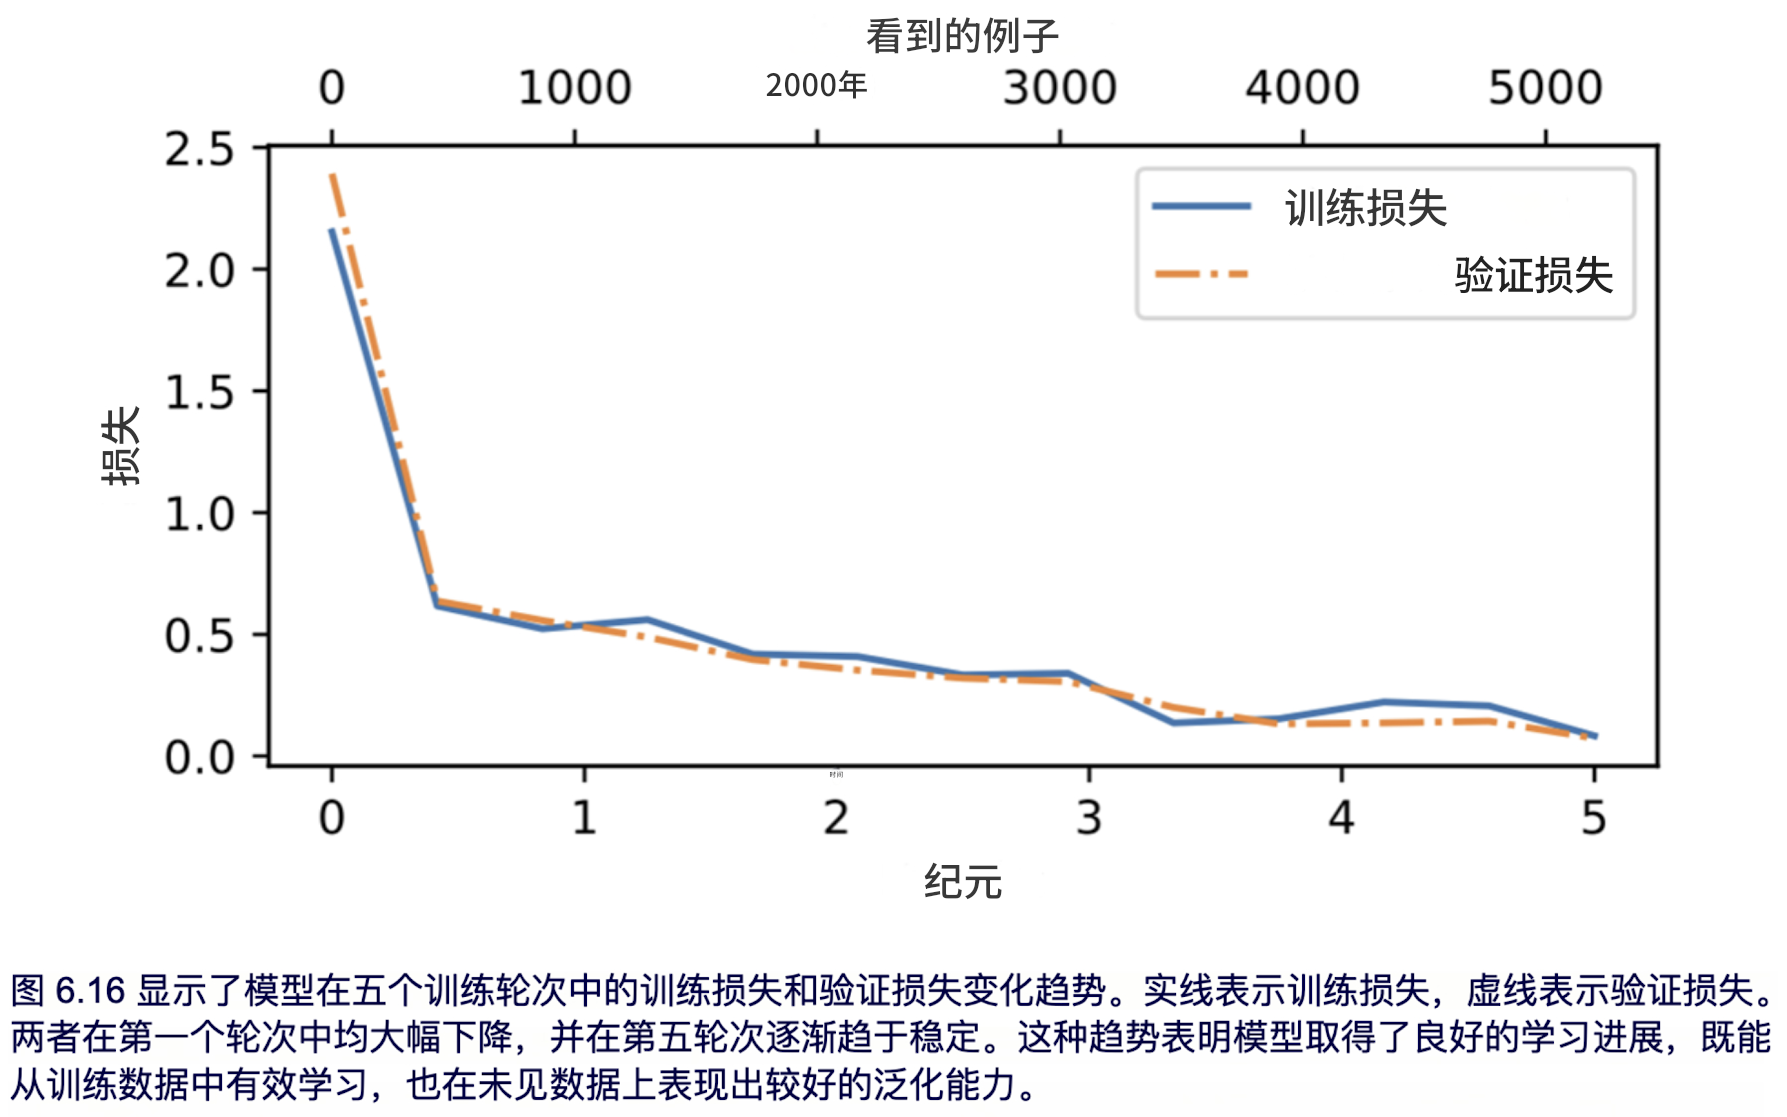 看到的例子
0 1000 2000年 3000 4000 5000
2.5
2.0
1.5
1.0
0.5
0.0
损失
训练损失
验证损失
时间
0 1 2 3 4 5
纪元
图 6.16 显示了模型在五个训练轮次中的训练损失和验证损失变化趋势。实线表示训练损失，虚线表示验证损失。
两者在第一个轮次中均大幅下降，并在第五轮次逐渐趋于稳定。这种趋势表明模型取得了良好的学习进展，既能
从训练数据中有效学习，也在未见数据上表现出较好的泛化能力。